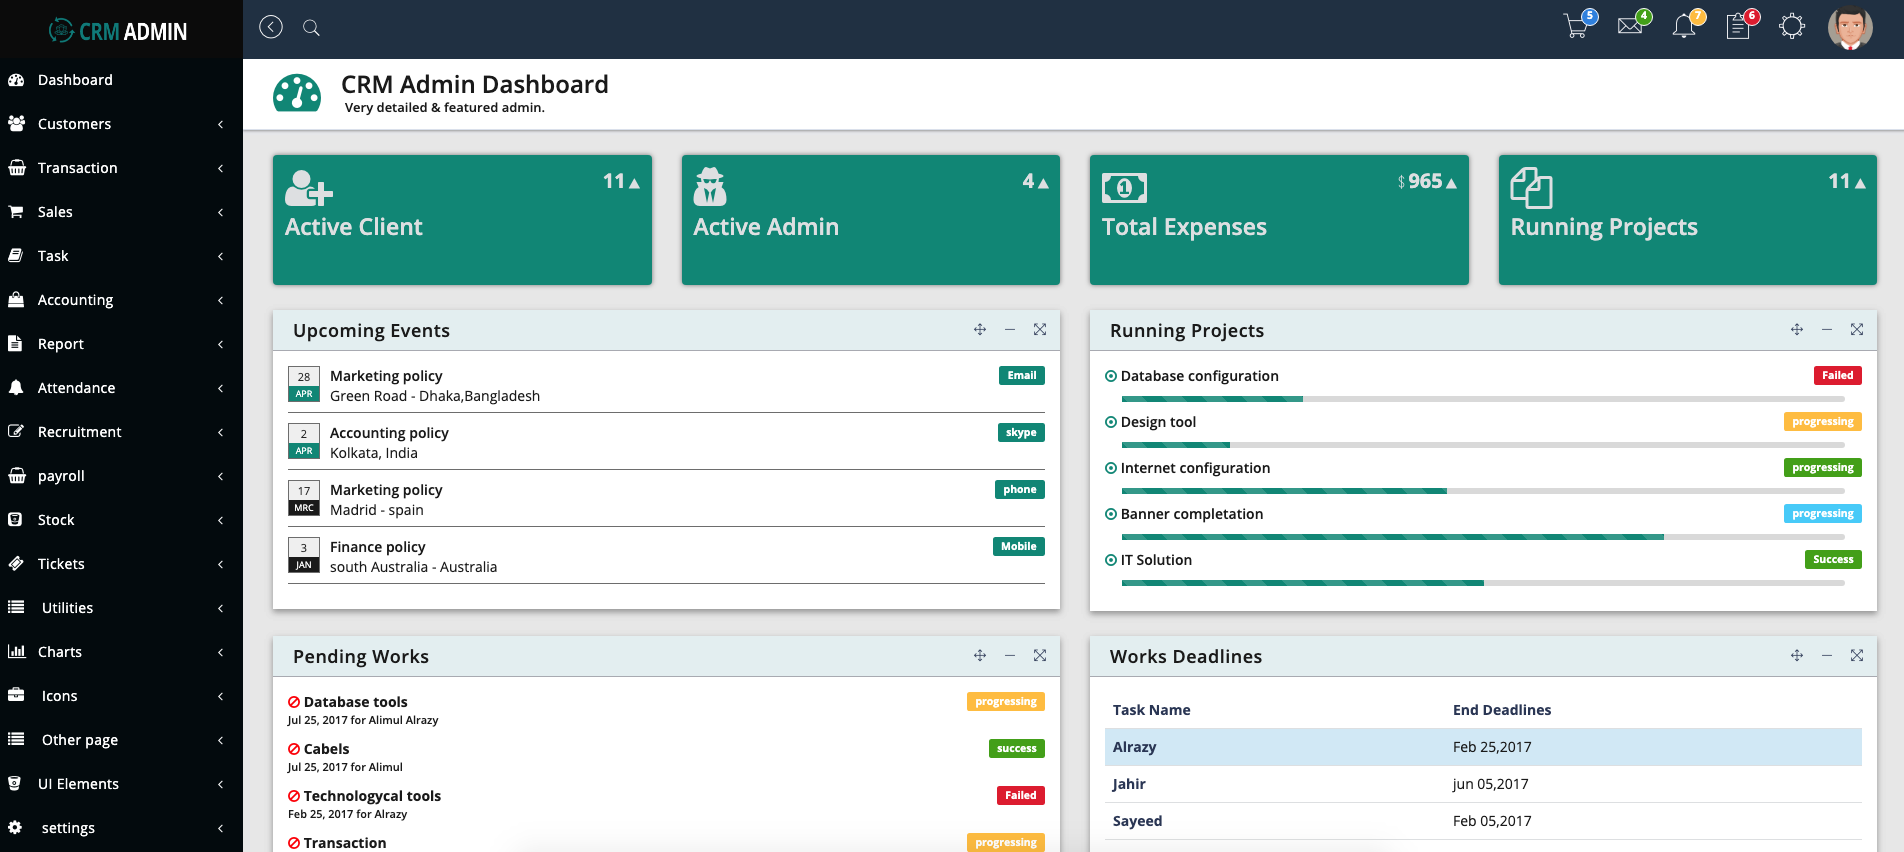 CRM ADMIN
5
4
7
6
Dashboard
Customers
Transaction
Sales
Task
Accounting
Report
Attendance
Recruitment
payroll
Stock
Tickets
Utilities
Charts
Icons
Other page
UI Elements
settings
CRM Admin Dashboard
Very detailed & featured admin.
11
Active Client
4
Active Admin
$ 965
Total Expenses
11
Running Projects
Upcoming Events
28 APR
Marketing policy
Email
Green Road - Dhaka,Bangladesh
2 APR
Accounting policy
skype
Kolkata, India
17 MRC
Marketing policy
phone
Madrid - spain
3 JAN
Finance policy
Mobile
south Australia - Australia
Running Projects
Database configuration
Failed
Design tool
progressing
Internet configuration
progressing
Banner completation
progressing
IT Solution
Success
Pending Works
Database tools
progressing
Jul 25, 2017 for Alimul Alrazy
Cabels
success
Jul 25, 2017 for Alimul
Technologycal tools
Failed
Feb 25, 2017 for Alrazy
Transaction
progressing
Works Deadlines
Task Name End Deadlines
Alrazy Feb 25,2017
Jahir jun 05,2017
Sayeed Feb 05,2017